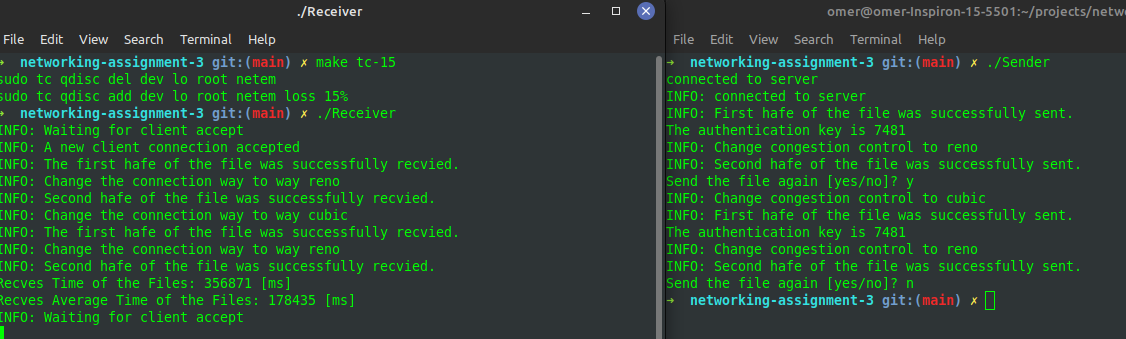 ./Receiver
File Edit View Search Terminal Help
➜ networking-assignment-3 git:(main) ✗ make tc-15
sudo tc qdisc del dev lo root netem
sudo tc qdisc add dev lo root netem loss 15%
➜ networking-assignment-3 git:(main) ✗ ./Receiver
INFO: Waiting for client accept
INFO: A new client connection accepted
INFO: The first hafe of the file was successfully recvied.
INFO: Change the connection way to way reno
INFO: Second hafe of the file was successfully recvied.
INFO: Change the connection way to way cubic
INFO: The first hafe of the file was successfully recvied.
INFO: Change the connection way to way reno
INFO: Second hafe of the file was successfully recvied.
Recves Time of the Files: 356871 [ms]
Recves Average Time of the Files: 178435 [ms]
INFO: Waiting for client accept
omer@omer-Inspiron-15-5501:~/projects/netwo
File Edit View Search Terminal Help
➜ networking-assignment-3 git:(main) ✗ ./Sender
connected to server
INFO: connected to server
INFO: First hafe of the file was successfully sent.
The authentication key is 7481
INFO: Change congestion control to reno
INFO: Second hafe of the file was successfully sent.
Send the file again [yes/no]? y
INFO: Change congestion control to cubic
INFO: First hafe of the file was successfully sent.
The authentication key is 7481
INFO: Change congestion control to reno
INFO: Second hafe of the file was successfully sent.
Send the file again [yes/no]? n
➜ networking-assignment-3 git:(main) ✗